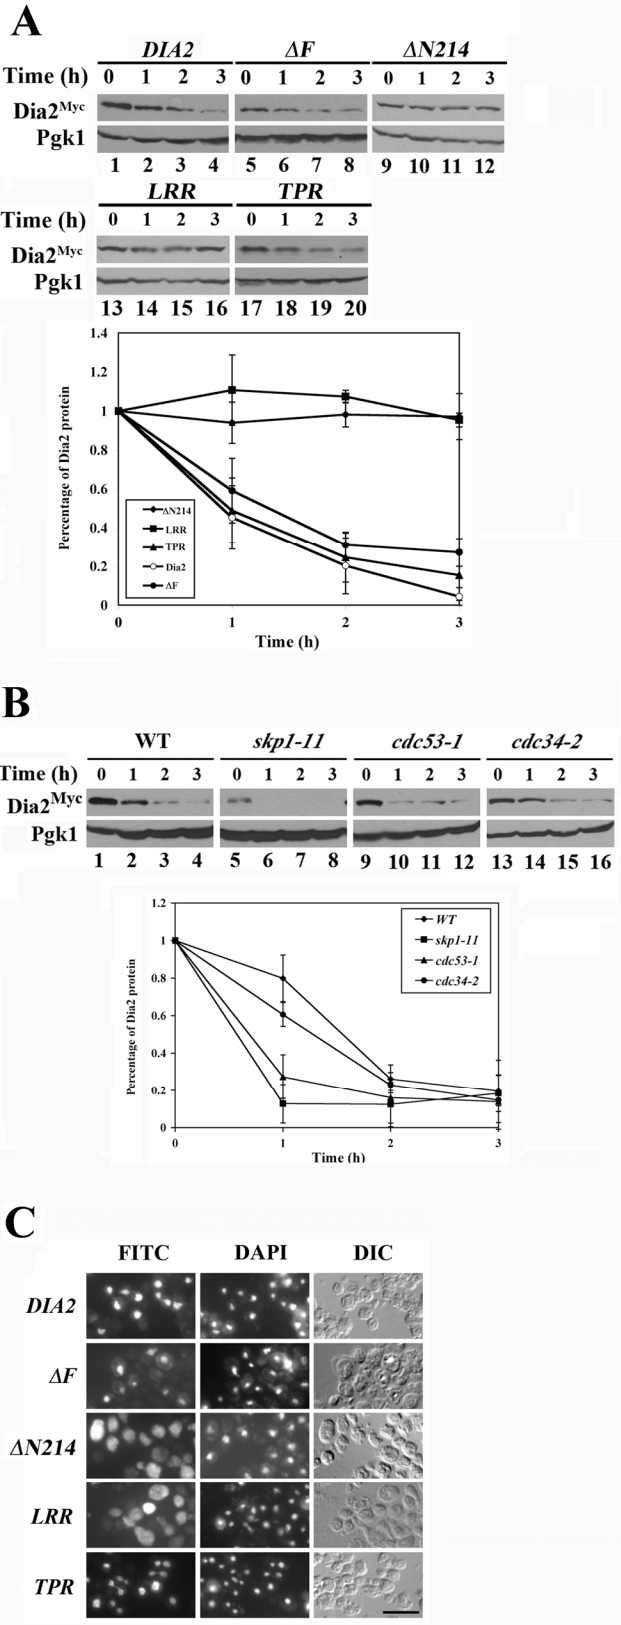 A
DIA2 ΔF ΔN214
Time (h) 0 1 2 3 0 1 2 3 0 1 2 3
Dia2Myc
Pgk1
1 2 3 4 5 6 7 8 9 10 11 12
LRR TPR
Time (h) 0 1 2 3 0 1 2 3
Dia2Myc
Pgk1
13 14 15 16 17 18 19 20
1.4
1.2
1
0.8
0.6
0.4
0.2
0
Percentage of Dia2 protein
ΔN214
LRR
TPR
Dia2
ΔF
0 1 2 3
Time (h)
B
WT skp1-11 cdc53-1 cdc34-2
Time (h) 0 1 2 3 0 1 2 3 0 1 2 3 0 1 2 3
Dia2Myc
Pgk1
1 2 3 4 5 6 7 8 9 10 11 12 13 14 15 16
1.2
1
0.8
0.6
0.4
0.2
0
Percentage of Dia2 protein
WT
skp1-11
cdc53-1
cdc34-2
0 1 2 3
Time (h)
C
FITC DAPI DIC
DIA2
ΔF
ΔN214
LRR
TPR